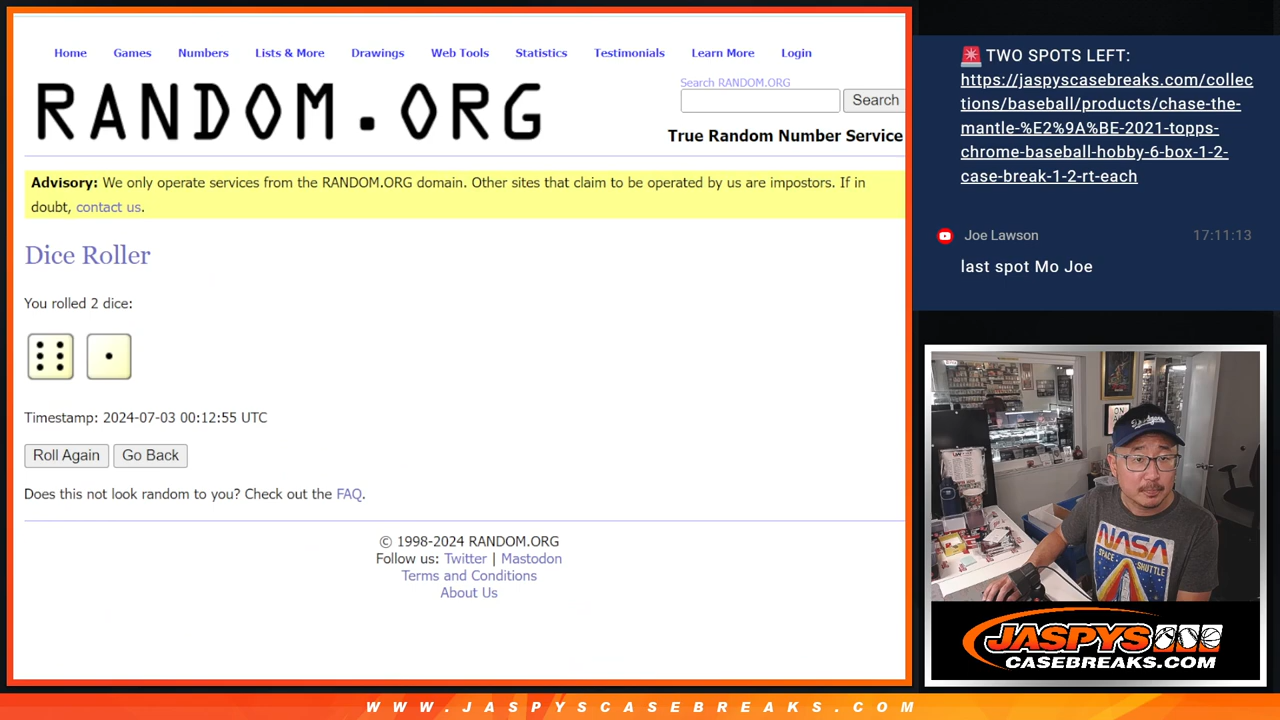 Home Games Numbers Lists & More Drawings Web Tools Statistics Testimonials Learn More Login
RANDOM.ORG
Search RANDOM.ORG
Search
True Random Number Service
Advisory: We only operate services from the RANDOM.ORG domain. Other sites that claim to be operated by us are impostors. If in
doubt, contact us.
Dice Roller
You rolled 2 dice:
Timestamp: 2024-07-03 00:12:55 UTC
Roll Again Go Back
Does this not look random to you? Check out the FAQ.
© 1998-2024 RANDOM.ORG
Follow us: Twitter | Mastodon
Terms and Conditions
About Us
🚨 TWO SPOTS LEFT:
https://jaspyscasebreaks.com/collec
tions/baseball/products/chase-the-
mantle-%E2%9A%BE-2021-topps-
chrome-baseball-hobby-6-box-1-2-
case-break-1-2-rt-each
Joe Lawson 17:11:13
last spot Mo Joe
Dodgers
NASA
SPACE SHUTTLE
JASPYS
CASEBREAKS.COM
WWW.JASPYSCASEBREAKS.COM